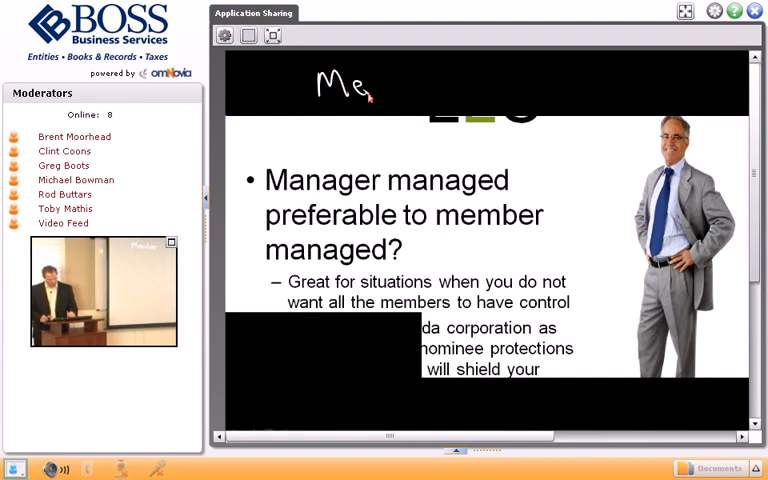 BOSS
Business Services
Entities • Books & Records • Taxes
powered by omNovia
Moderators
Online: 8
Brent Moorhead
Clint Coons
Greg Boots
Michael Bowman
Rod Buttars
Toby Mathis
Video Feed
Application Sharing
Me
• Manager managed
preferable to member
managed?
– Great for situations when you do not
want all the members to have control
da corporation as
nominee protections
will shield your
Documents